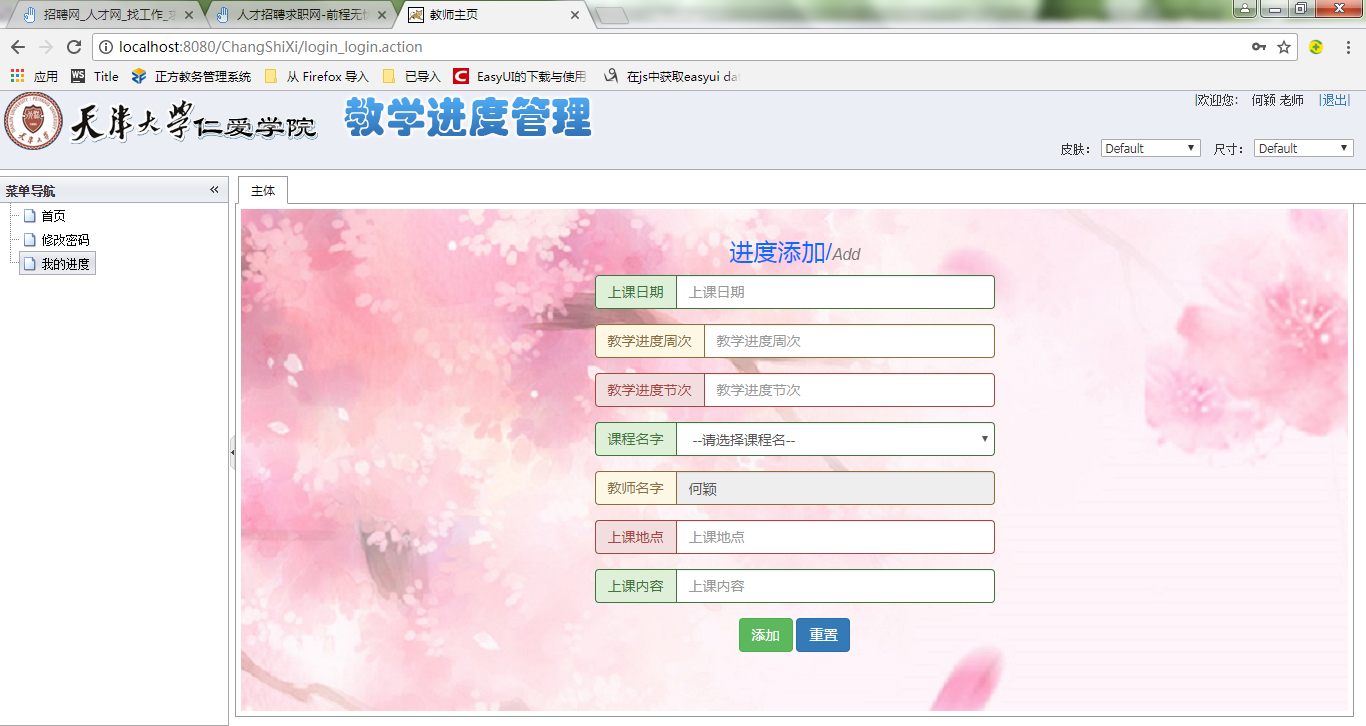 招聘网_人才网_找工作_求
人才招聘求职网-前程无忧
教师主页
localhost:8080/ChangShiXi/login_login.action
应用 WS Title 正方教务管理系统 从 Firefox 导入 已导入 C EasyUI的下载与使用 在js中获取easyui dat
天津大学仁爱学院 教学进度管理
|欢迎您: 何颖 老师 |退出|
皮肤: Default 尺寸: Default
菜单导航
首页
修改密码
我的进度
主体
进度添加/Add
上课日期 上课日期
教学进度周次 教学进度周次
教学进度节次 教学进度节次
课程名字 --请选择课程名--
教师名字 何颖
上课地点 上课地点
上课内容 上课内容
添加 重置